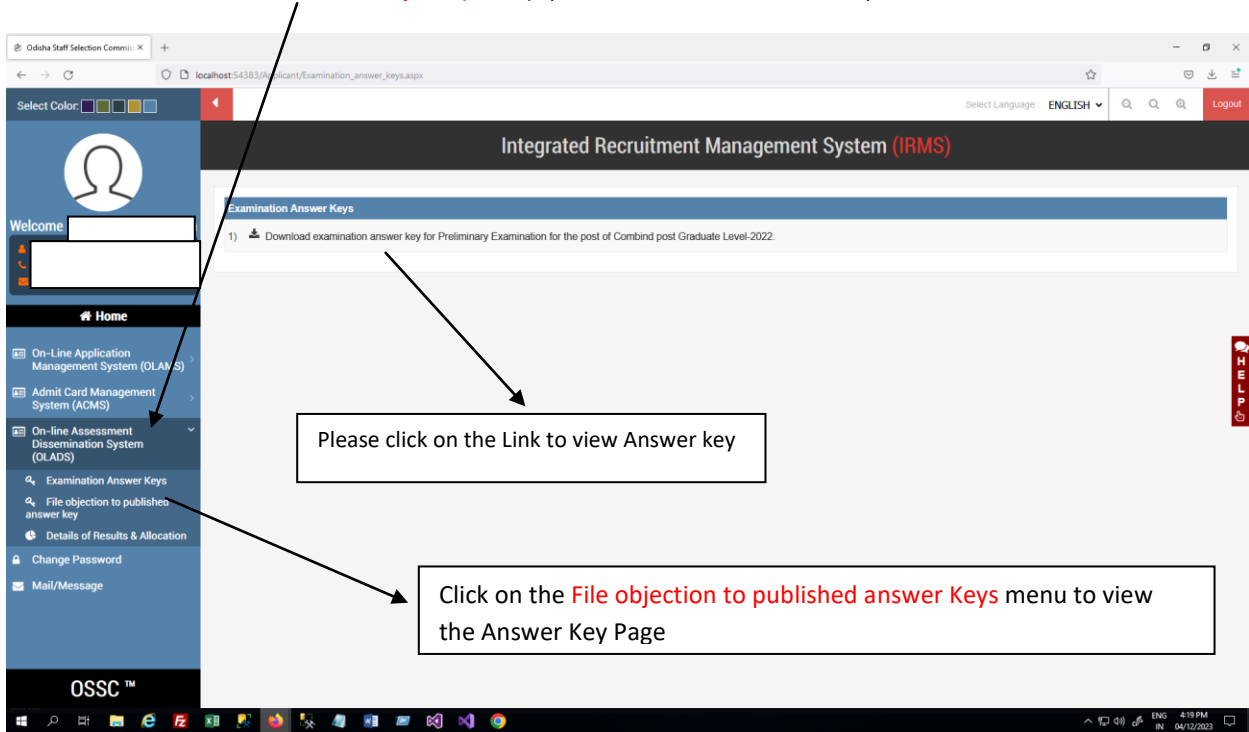 Odisha Staff Selection Commis
localhost:54383/Applicant/Examination_answer_keys.aspx
Select Color:
Select Language : ENGLISH
Logout
Integrated Recruitment Management System (IRMS)
Welcome
Examination Answer Keys
1) Download examination answer key for Preliminary Examination for the post of Combind post Graduate Level-2022.
Home
On-Line Application
Management System (OLAMS)
Admit Card Management
System (ACMS)
On-line Assessment
Dissemination System
(OLADS)
Examination Answer Keys
File objection to published
answer key
Details of Results & Allocation
Change Password
Mail/Message
HELP
Please click on the Link to view Answer key
Click on the File objection to published answer Keys menu to view
the Answer Key Page
OSSC ™
ENG
IN
4:19 PM
04/12/2023